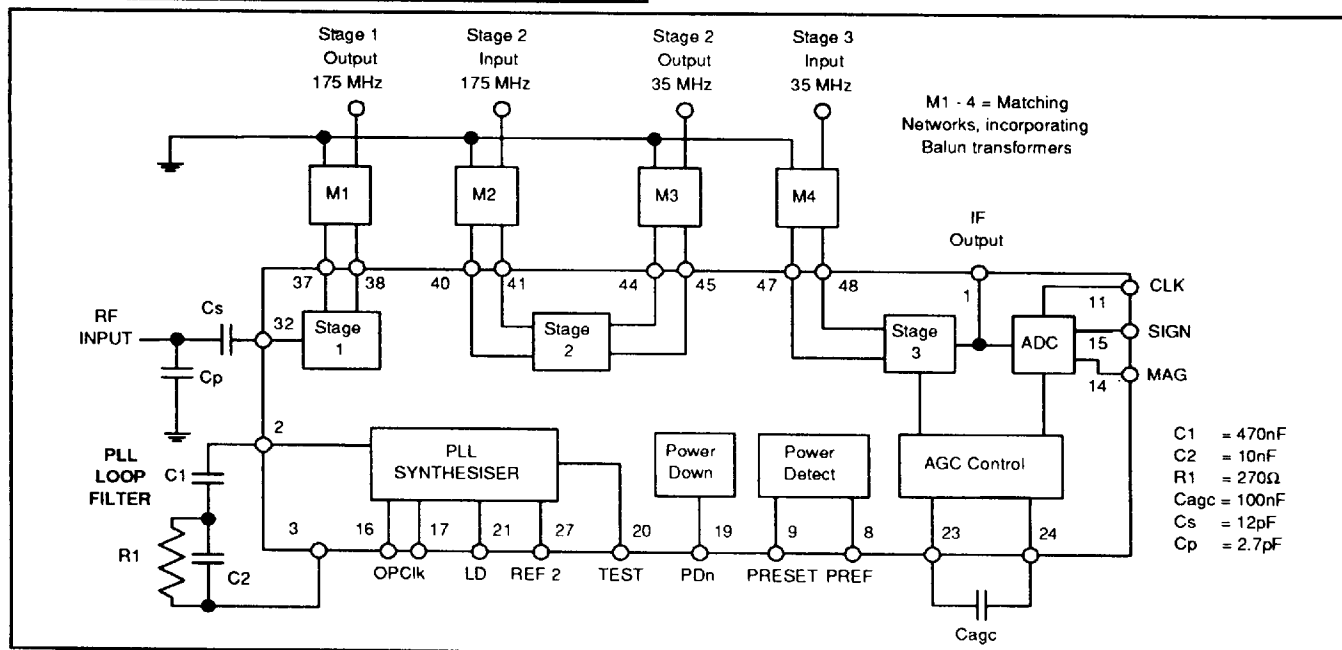 Stage 1
Output
175 MHz
Stage 2
Input
175 MHz
Stage 2
Output
35 MHz
Stage 3
Input
35 MHz
M1 - 4 = Matching
Networks, incorporating
Balun transformers
M1
M2
M3
M4
IF
Output
37
38
40
41
44
45
47
48
1
11
CLK
RF
INPUT
Cs
32
Stage
1
Stage
2
Stage
3
ADC
15
SIGN
14
MAG
Cp
2
PLL
SYNTHESISER
Power
Down
Power
Detect
AGC Control
PLL
LOOP
FILTER
C1
R1
C2
3
16
17
21
27
20
19
9
8
23
24
OPClk
LD
REF 2
TEST
PDn
PRESET
PREF
Cagc
C1 = 470nF
C2 = 10nF
R1 = 270Ω
Cagc = 100nF
Cs = 12pF
Cp = 2.7pF